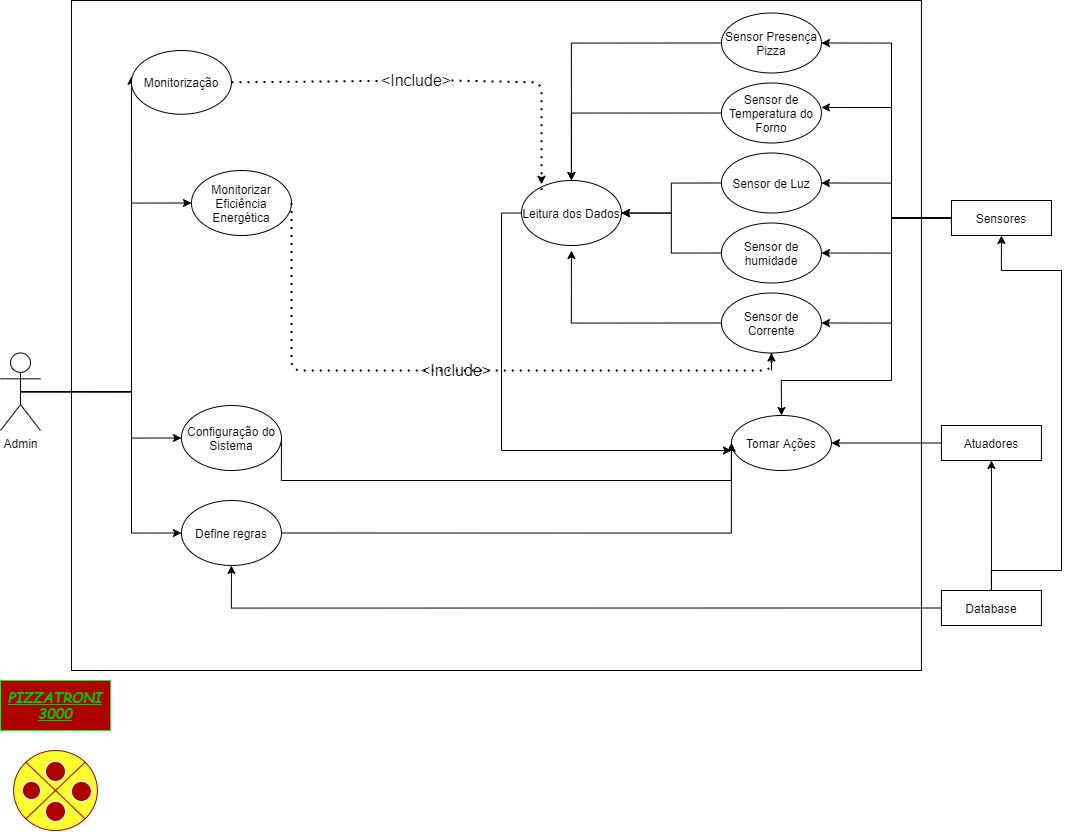 Sensor Presença
Pizza
Monitorização
<Include>
Sensor de
Temperatura do
Forno
Monitorizar
Eficiência
Energética
Sensor de Luz
Leitura dos Dados
Sensores
Sensor de
humidade
Sensor de
Corrente
<Include>
Admin
Configuração do
Sistema
Tomar Ações
Atuadores
Define regras
Database
PIZZATRONI
3000